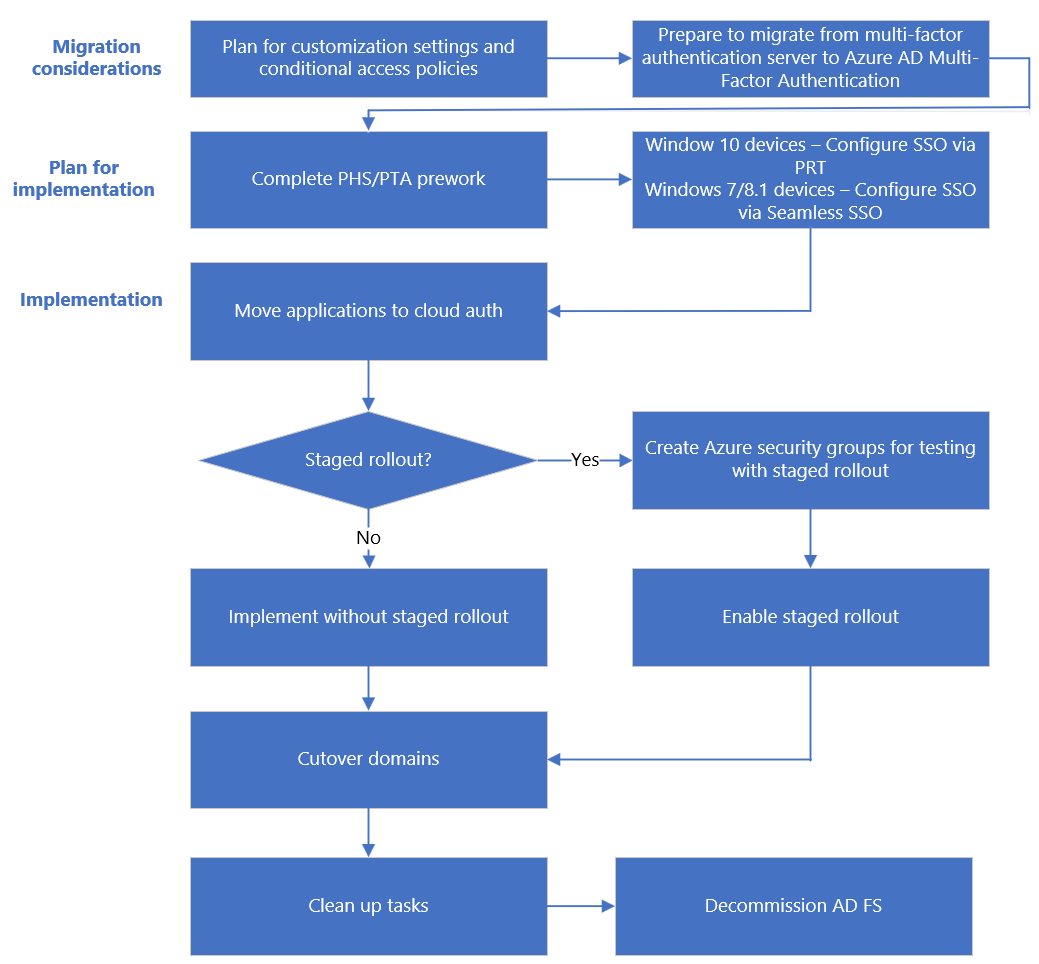 Migration
considerations
Plan for customization settings and
conditional access policies
Prepare to migrate from multi-factor
authentication server to Azure AD Multi-
Factor Authentication
Plan for
implementation
Complete PHS/PTA prework
Window 10 devices – Configure SSO via
PRT
Windows 7/8.1 devices – Configure SSO
via Seamless SSO
Implementation
Move applications to cloud auth
Staged rollout?
Yes
Create Azure security groups for testing
with staged rollout
No
Implement without staged rollout
Enable staged rollout
Cutover domains
Clean up tasks
Decommission AD FS